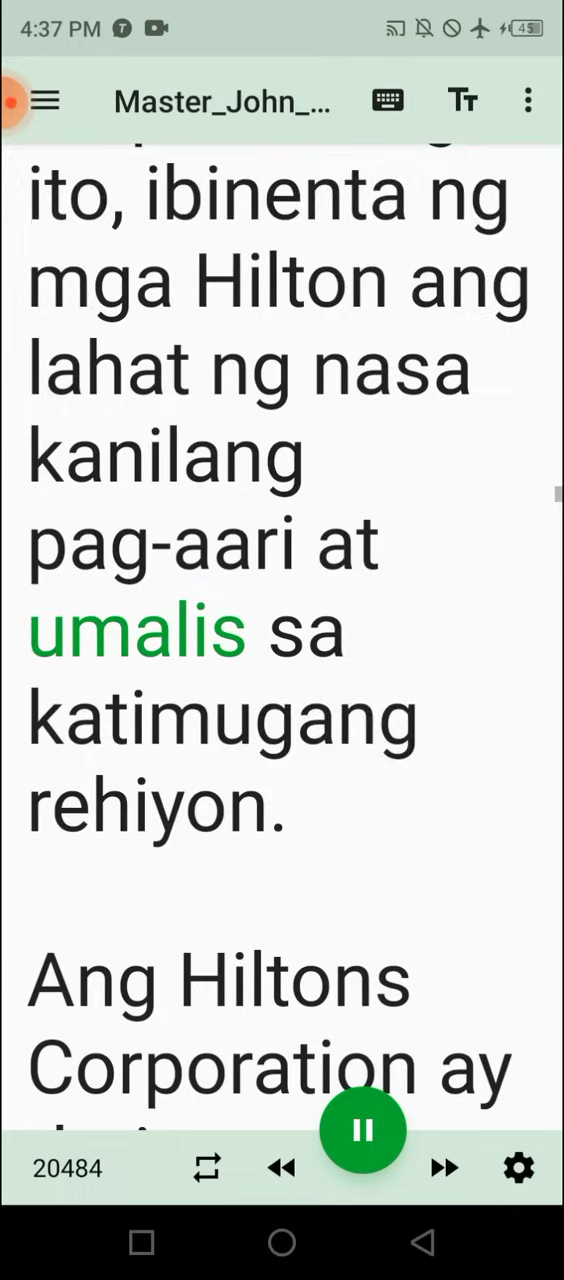 4:37 PM
45
Master_John_...
ito, ibinenta ng
mga Hilton ang
lahat ng nasa
kanilang
pag-aari at
umalis sa
katimugang
rehiyon.
Ang Hiltons
Corporation ay
20484